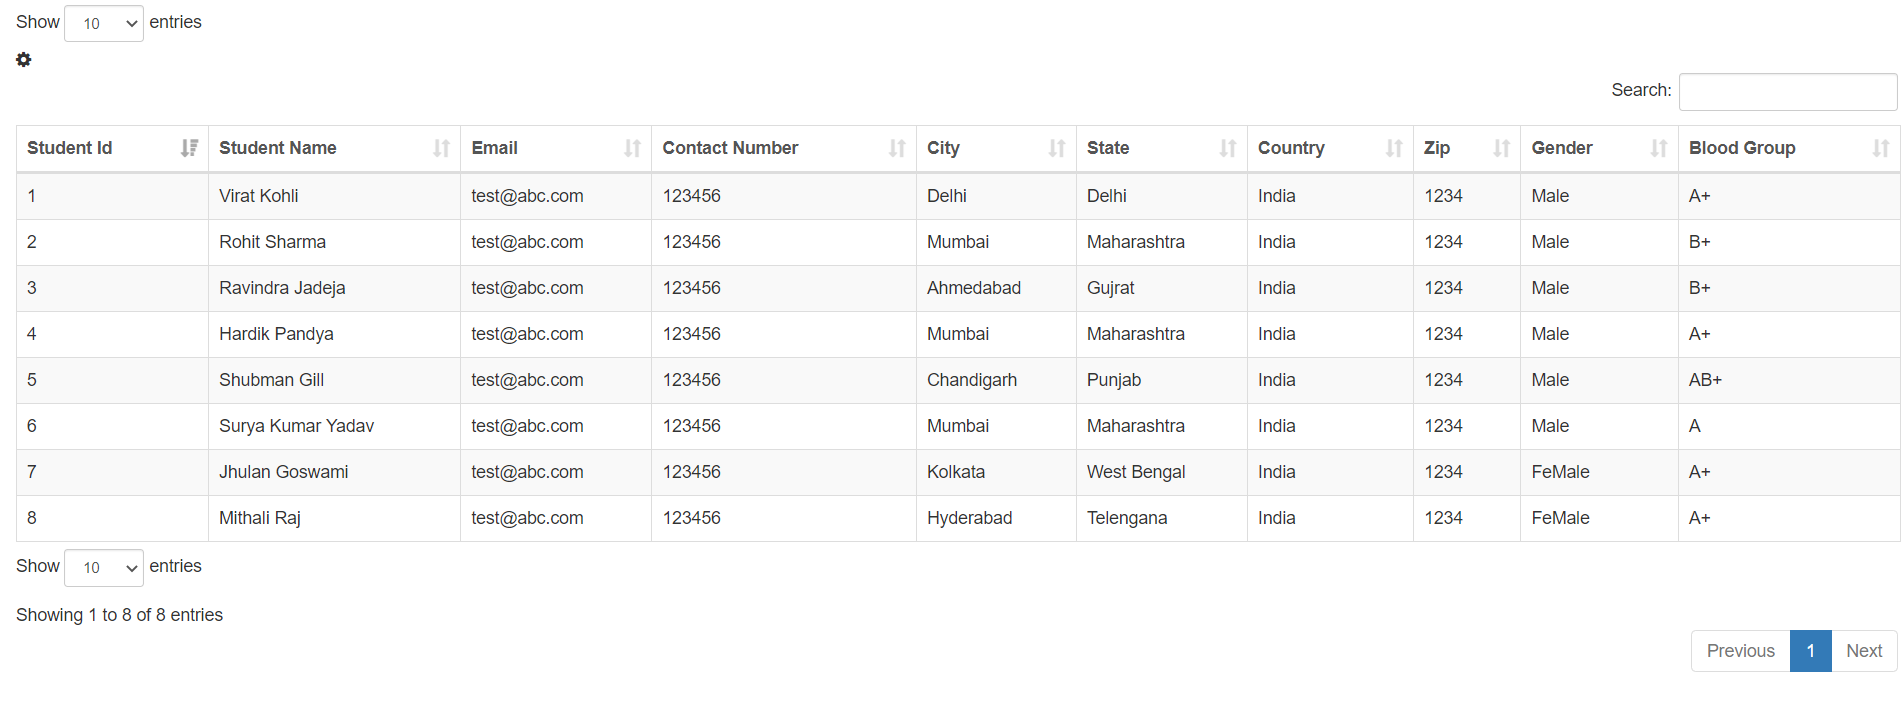 Show 10 entries
Search:
Student Id Student Name Email Contact Number City State Country Zip Gender Blood Group
1 Virat Kohli test@abc.com 123456 Delhi Delhi India 1234 Male A+
2 Rohit Sharma test@abc.com 123456 Mumbai Maharashtra India 1234 Male B+
3 Ravindra Jadeja test@abc.com 123456 Ahmedabad Gujrat India 1234 Male B+
4 Hardik Pandya test@abc.com 123456 Mumbai Maharashtra India 1234 Male A+
5 Shubman Gill test@abc.com 123456 Chandigarh Punjab India 1234 Male AB+
6 Surya Kumar Yadav test@abc.com 123456 Mumbai Maharashtra India 1234 Male A
7 Jhulan Goswami test@abc.com 123456 Kolkata West Bengal India 1234 FeMale A+
8 Mithali Raj test@abc.com 123456 Hyderabad Telengana India 1234 FeMale A+
Show 10 entries
Showing 1 to 8 of 8 entries
Previous 1 Next